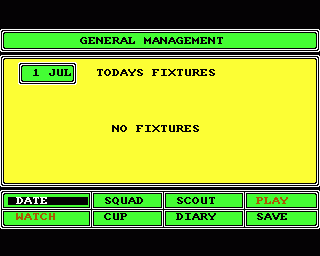 GENERAL MANAGEMENT
1 JUL TODAYS FIXTURES
NO FIXTURES
DATE SQUAD SCOUT PLAY
WATCH CUP DIARY SAVE